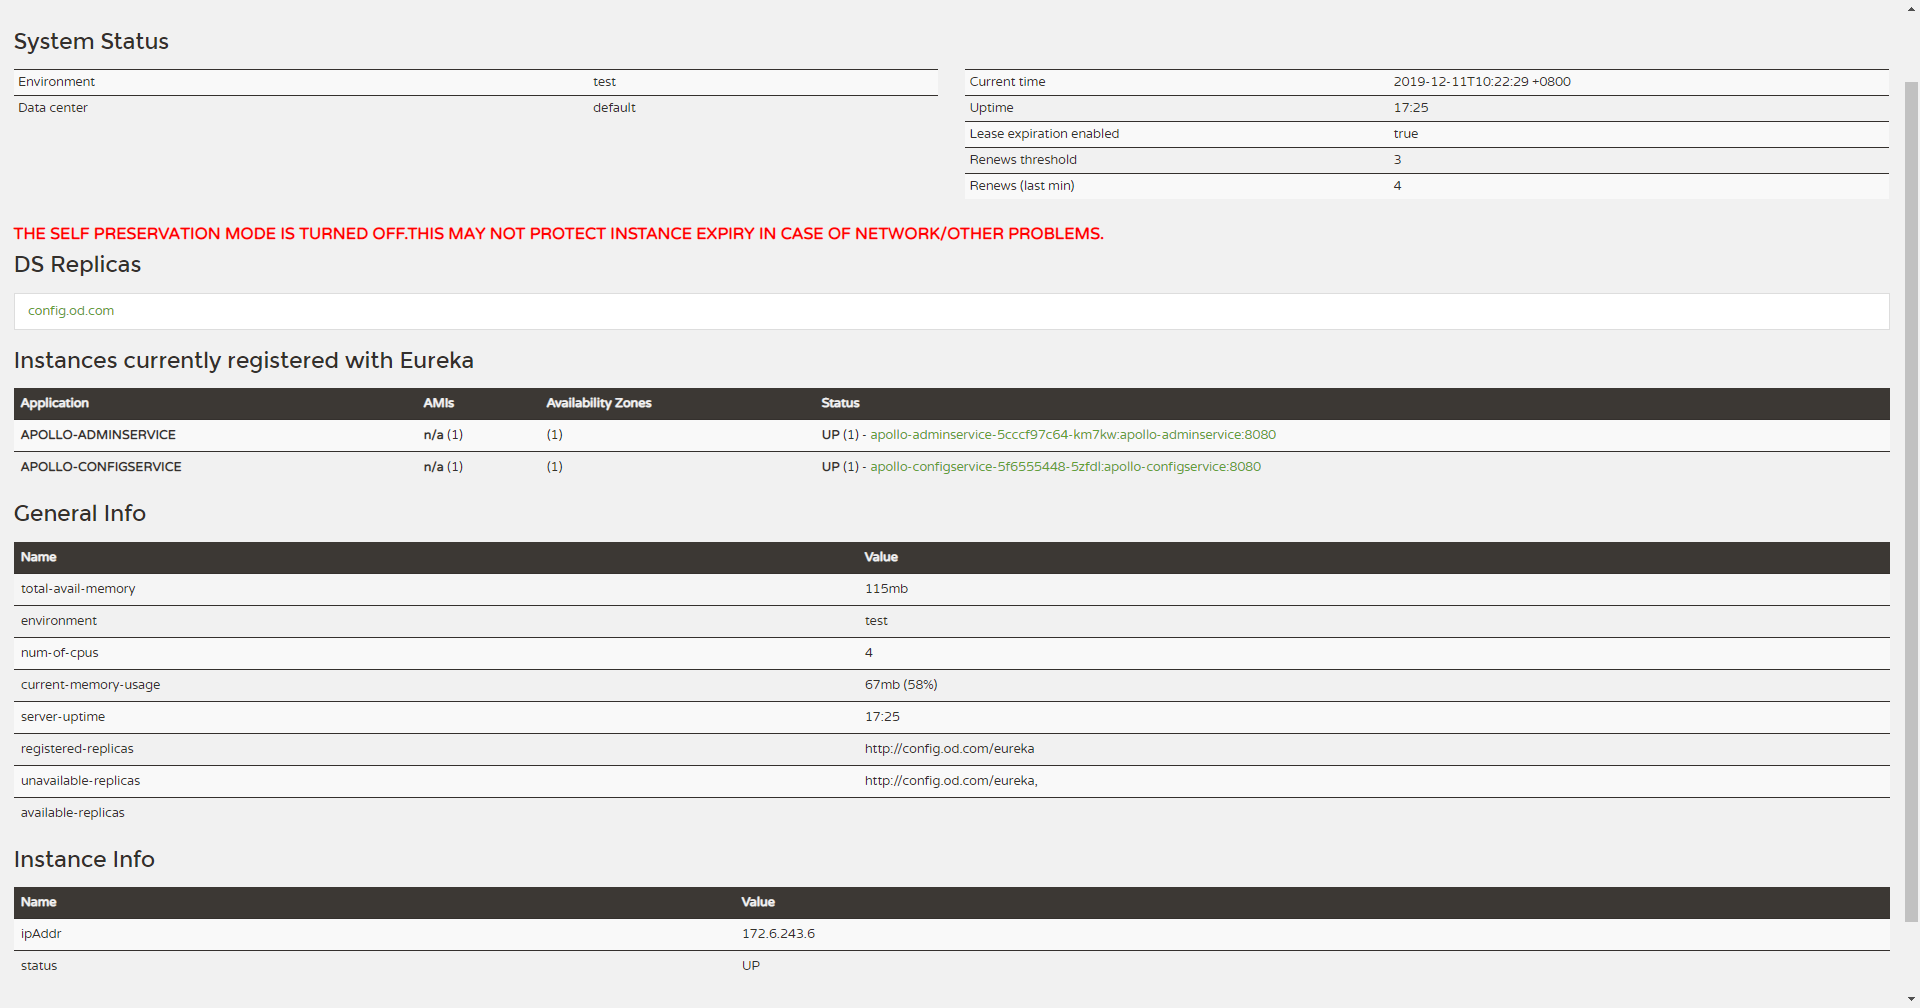 System Status
Environment test
Data center default
Current time 2019-12-11T10:22:29 +0800
Uptime 17:25
Lease expiration enabled true
Renews threshold 3
Renews (last min) 4
THE SELF PRESERVATION MODE IS TURNED OFF.THIS MAY NOT PROTECT INSTANCE EXPIRY IN CASE OF NETWORK/OTHER PROBLEMS.
DS Replicas
config.od.com
Instances currently registered with Eureka
Application AMIs Availability Zones Status
APOLLO-ADMINSERVICE n/a (1) (1) UP (1) - apollo-adminservice-5cccf97c64-km7kw:apollo-adminservice:8080
APOLLO-CONFIGSERVICE n/a (1) (1) UP (1) - apollo-configservice-5f6555448-5zfdl:apollo-configservice:8080
General Info
Name Value
total-avail-memory 115mb
environment test
num-of-cpus 4
current-memory-usage 67mb (58%)
server-uptime 17:25
registered-replicas http://config.od.com/eureka
unavailable-replicas http://config.od.com/eureka,
available-replicas
Instance Info
Name Value
ipAddr 172.6.243.6
status UP